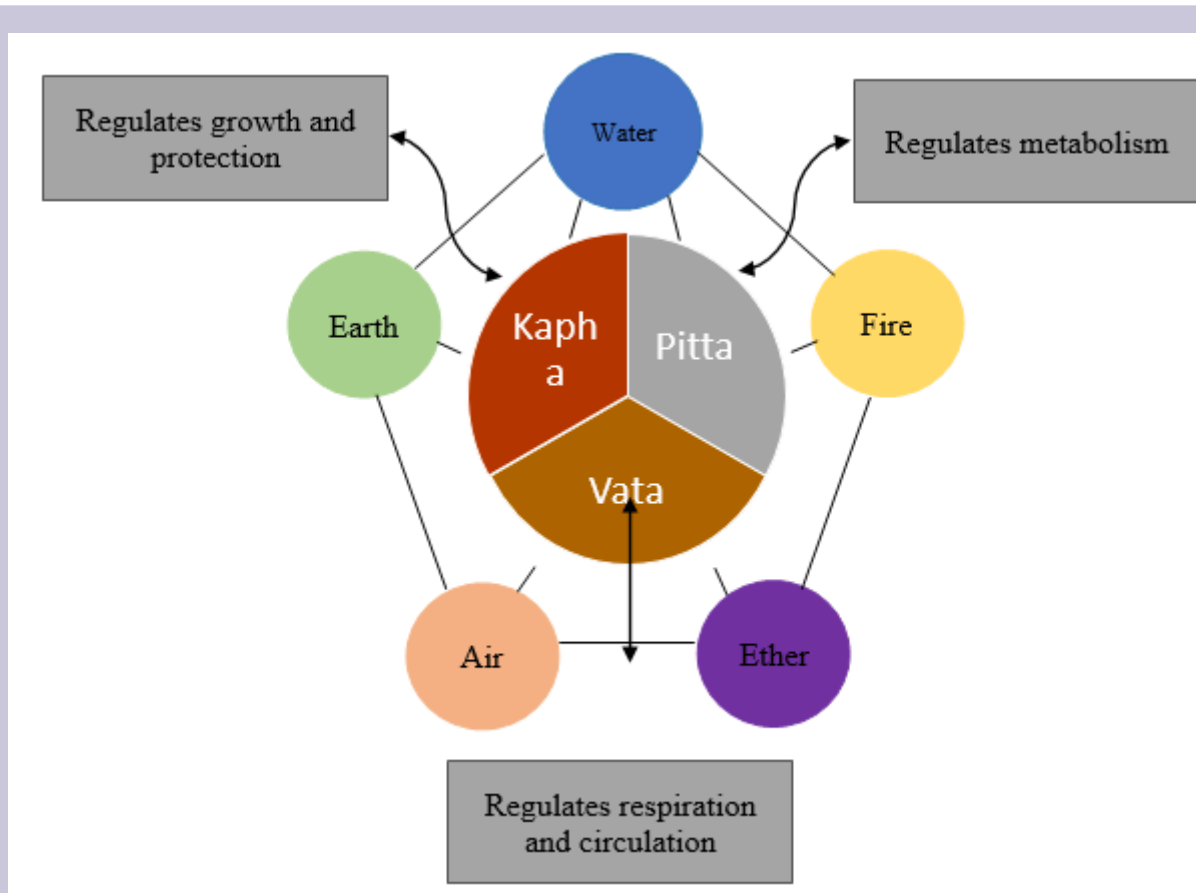 Water
Regulates growth and
protection
Regulates metabolism
Earth
Fire
Kaph
a
Pitta
Vata
Air
Ether
Regulates respiration
and circulation